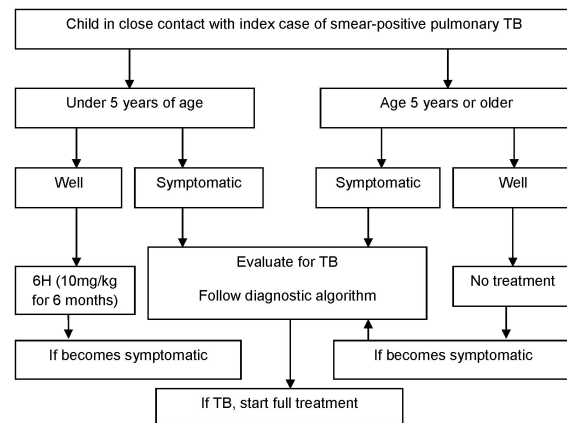 Child in close contact with index case of smear-positive pulmonary TB
Under 5 years of age
Age 5 years or older
Well
Symptomatic
Symptomatic
Well
6H (10mg/kg
for 6 months)
Evaluate for TB
Follow diagnostic algorithm
No treatment
If becomes symptomatic
If becomes symptomatic
If TB, start full treatment